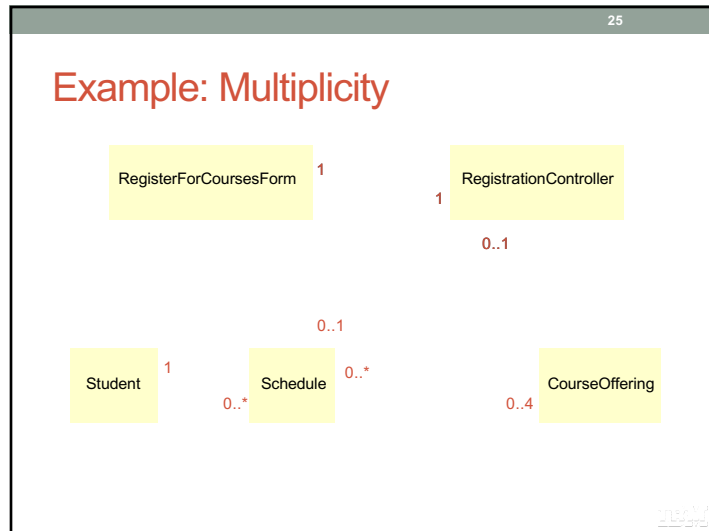 25
Example: Multiplicity
RegisterForCoursesForm
1
RegistrationController
1
0..1
0..1
Student
1
Schedule
0..*
0..*
CourseOffering
0..4